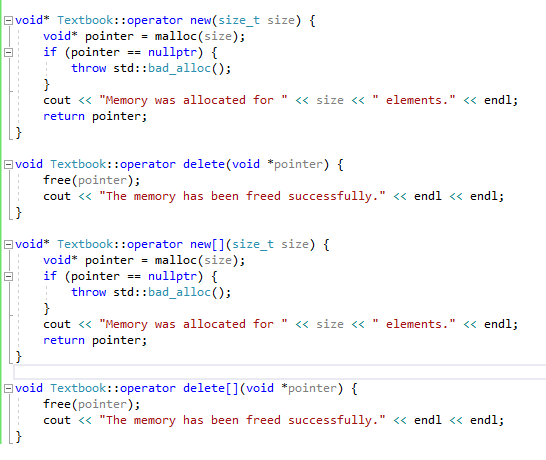 void* Textbook::operator new(size_t size) {
    void* pointer = malloc(size);
    if (pointer == nullptr) {
        throw std::bad_alloc();
    }
    cout << "Memory was allocated for " << size << " elements." << endl;
    return pointer;
}
void Textbook::operator delete(void *pointer) {
    free(pointer);
    cout << "The memory has been freed successfully." << endl << endl;
}
void* Textbook::operator new[](size_t size) {
    void* pointer = malloc(size);
    if (pointer == nullptr) {
        throw std::bad_alloc();
    }
    cout << "Memory was allocated for " << size << " elements." << endl;
    return pointer;
}
void Textbook::operator delete[](void *pointer) {
    free(pointer);
    cout << "The memory has been freed successfully." << endl << endl;
}